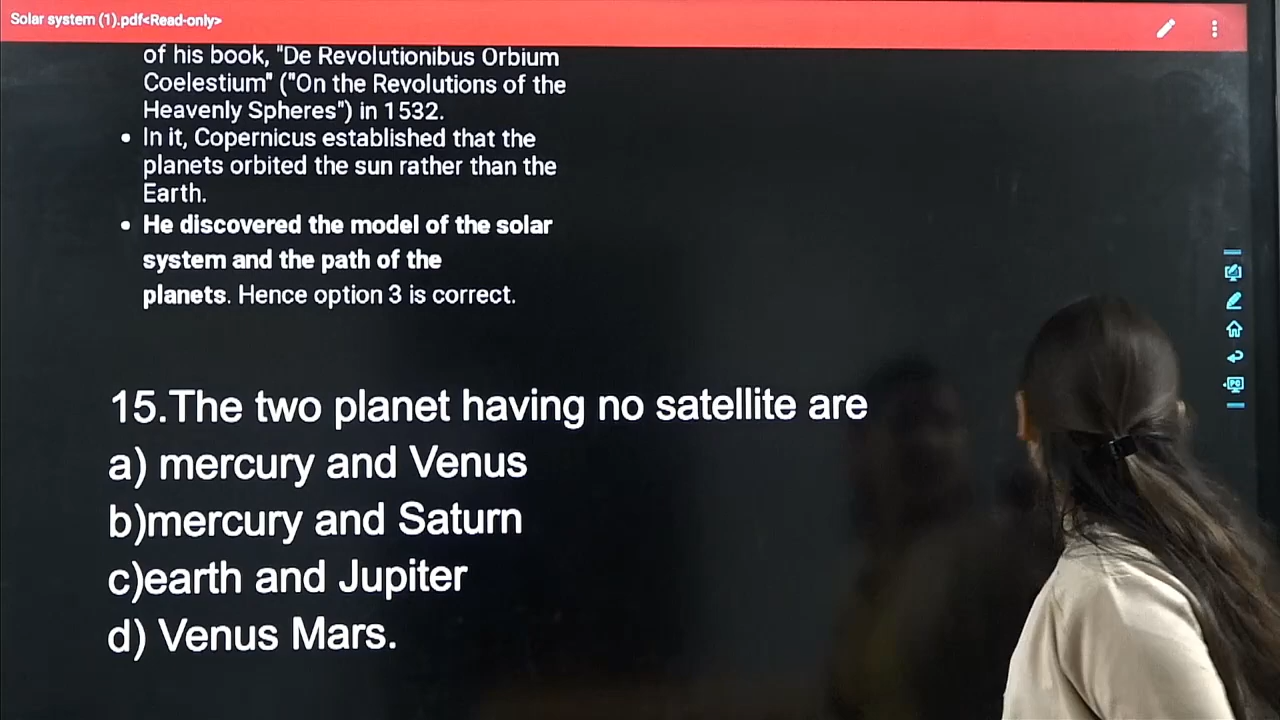 Solar system (1).pdf<Read-only>
of his book, "De Revolutionibus Orbium
Coelestium" ("On the Revolutions of the
Heavenly Spheres") in 1532.
• In it, Copernicus established that the
planets orbited the sun rather than the
Earth.
• He discovered the model of the solar
system and the path of the
planets. Hence option 3 is correct.
15.The two planet having no satellite are
a) mercury and Venus
b)mercury and Saturn
c)earth and Jupiter
d) Venus Mars.